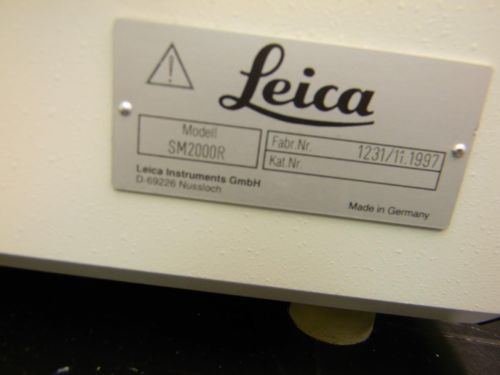 Leica
Modell
SM2000R
Fabr.Nr. 1231/11.1997
Kat.Nr.
Leica Instruments GmbH
D-69226 Nussloch
Made in Germany